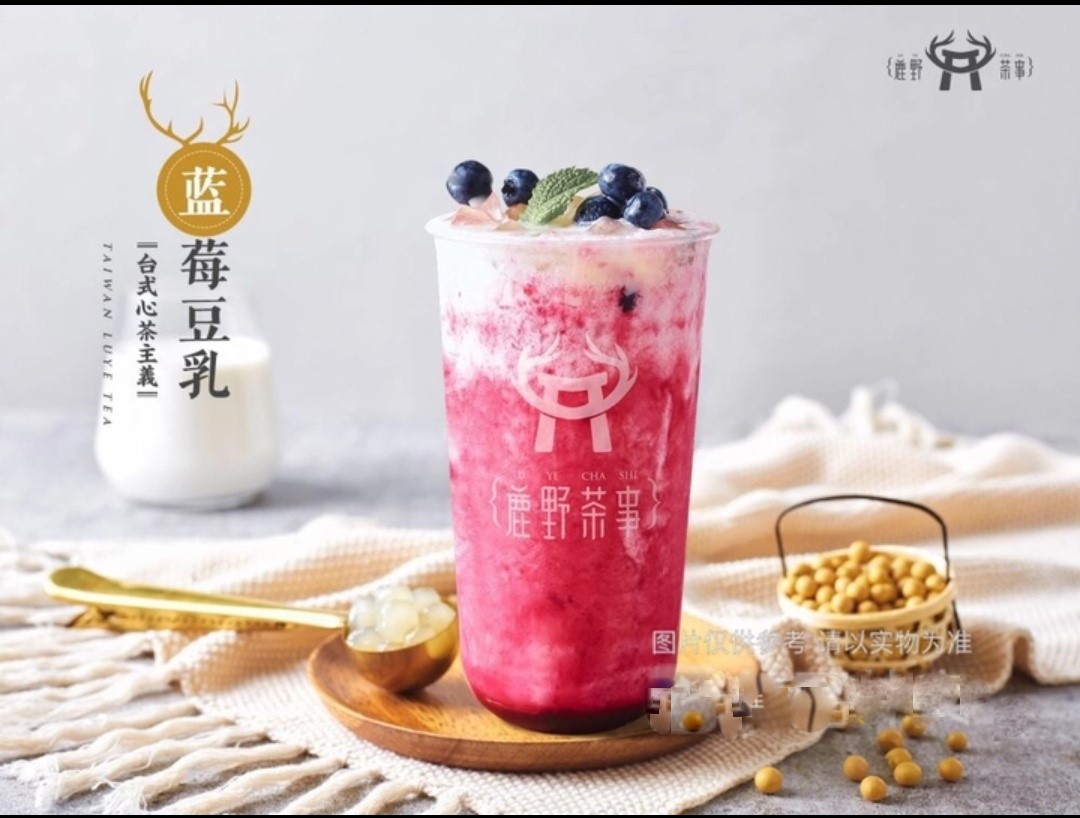 鹿野
茶事
蓝
莓豆乳
台式心茶主義
TAIWAN LUYE TEA
YE CHA SHI
鹿野茶事
图片仅供参考 请以实物为准